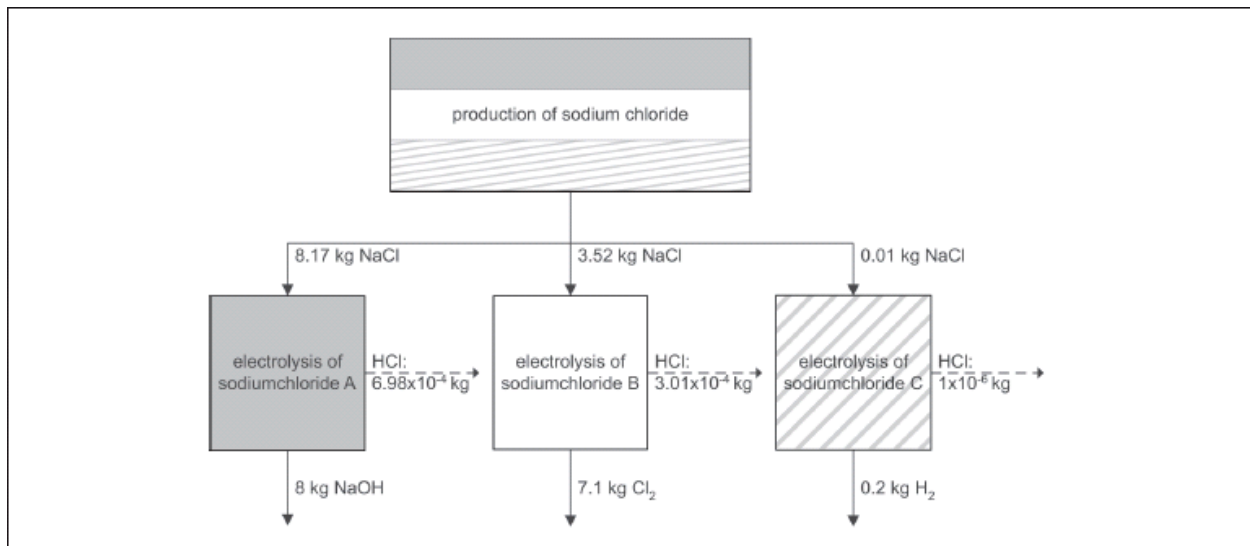 production of sodium chloride
8.17 kg NaCl
3.52 kg NaCl
0.01 kg NaCl
electrolysis of
sodiumchloride A
HCl:
6.98x10⁻⁴ kg
electrolysis of
sodiumchloride B
HCl:
3.01x10⁻⁴ kg
electrolysis of
sodiumchloride C
HCl:
1x10⁻⁶ kg
8 kg NaOH
7.1 kg Cl₂
0.2 kg H₂